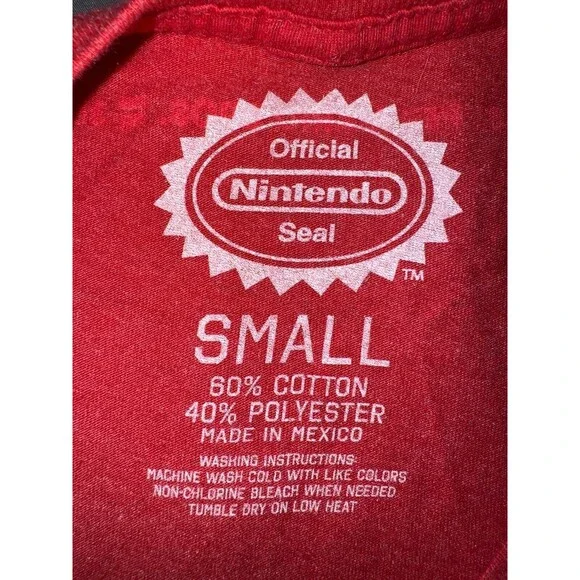 Official
Nintendo
Seal
TM
SMALL
60% COTTON
40% POLYESTER
MADE IN MEXICO
WASHING INSTRUCTIONS:
MACHINE WASH COLD WITH LIKE COLORS
NON-CHLORINE BLEACH WHEN NEEDED
TUMBLE DRY ON LOW HEAT